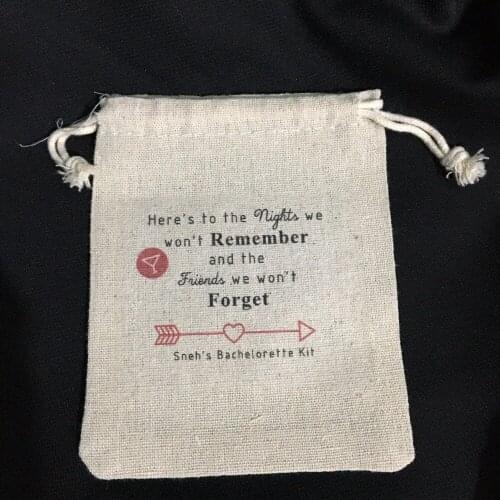 Here's to the Nights we
won't Remember
and the
Friends we won't
Forget
Sneh's Bachelorette Kit